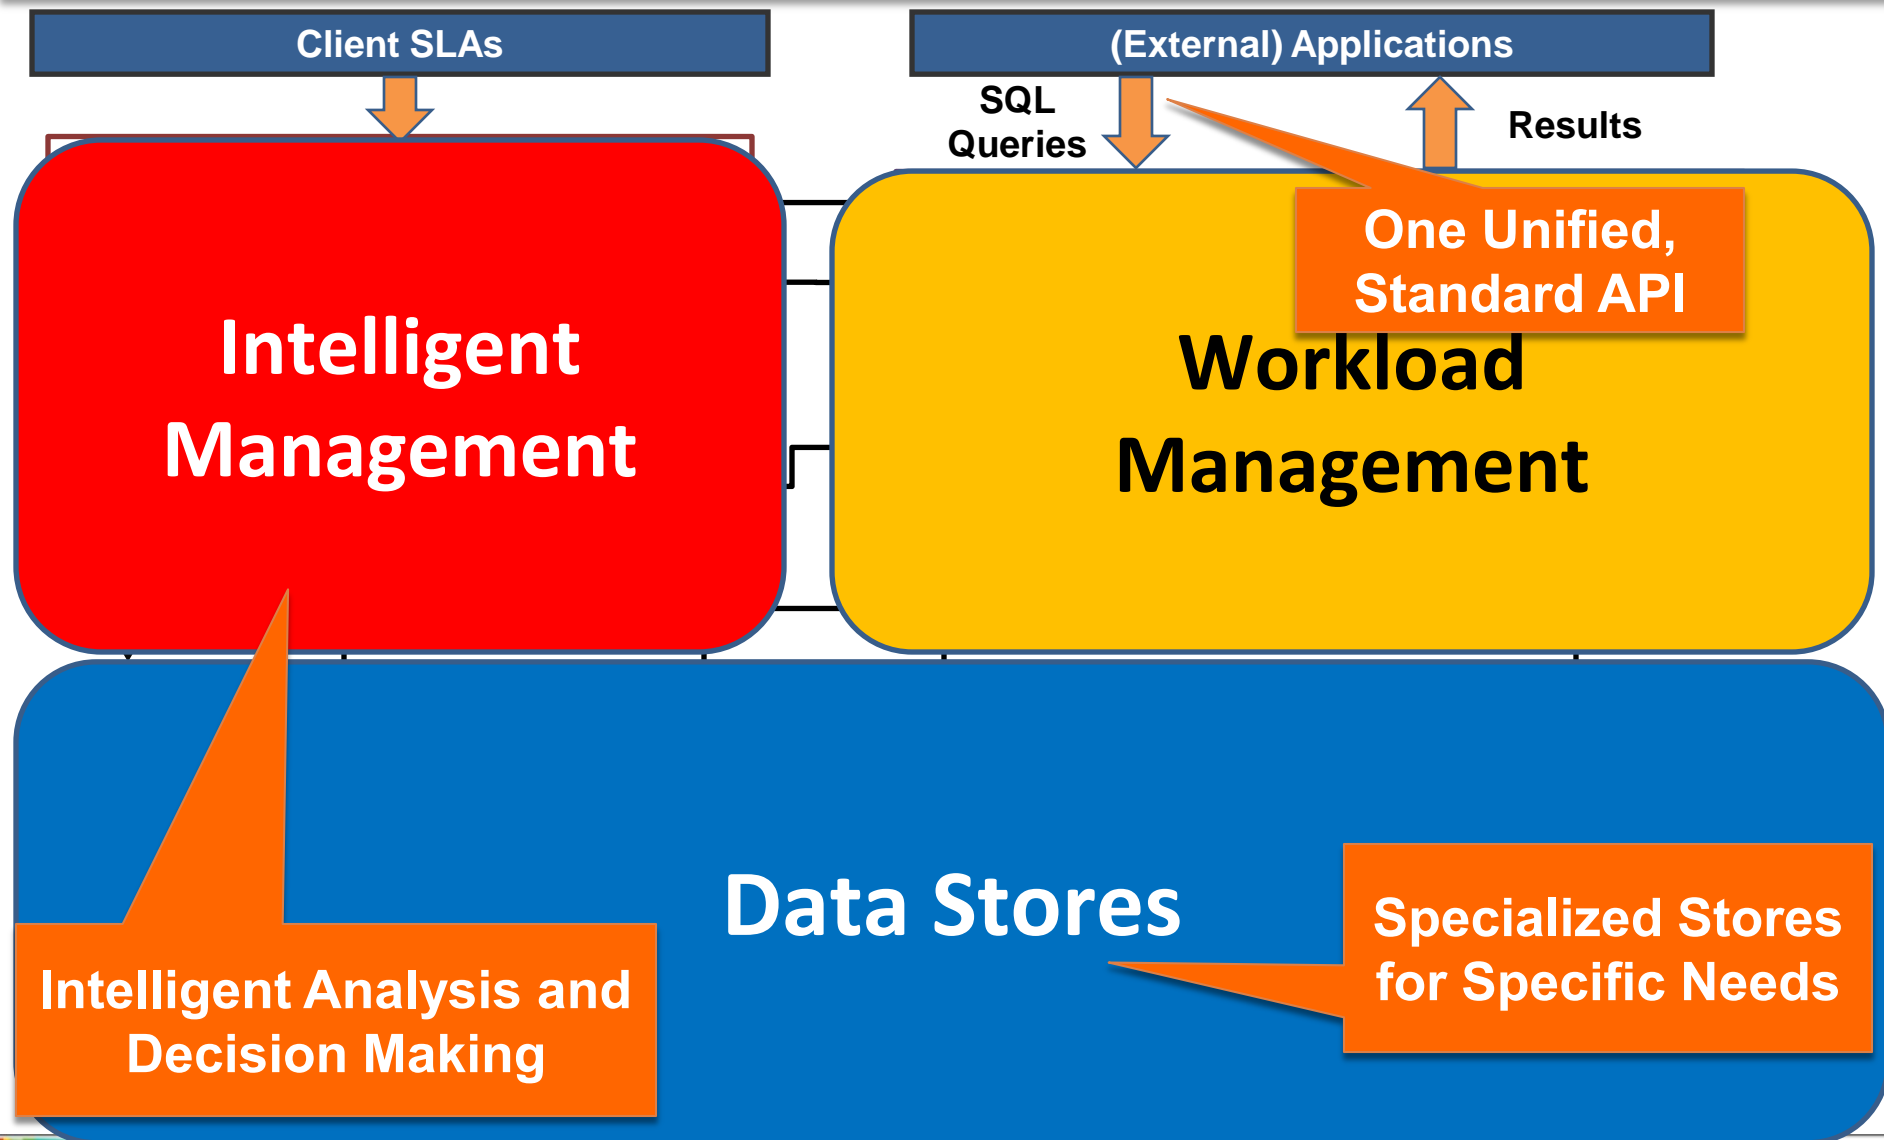 Client SLAs
(External) Applications
SQL
Queries
Results
One Unified,
Standard API
Intelligent
Management
Workload
Management
Data Stores
Specialized Stores
for Specific Needs
Intelligent Analysis and
Decision Making